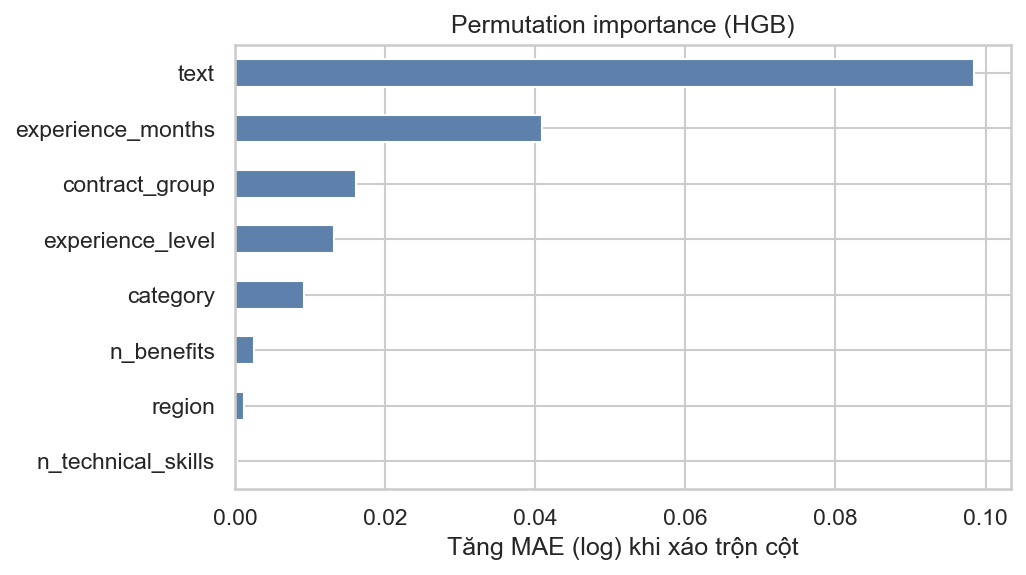 Permutation importance (HGB)
text
experience_months
contract_group
experience_level
category
n_benefits
region
n_technical_skills
0.00 0.02 0.04 0.06 0.08 0.10
Tăng MAE (log) khi xáo trộn cột